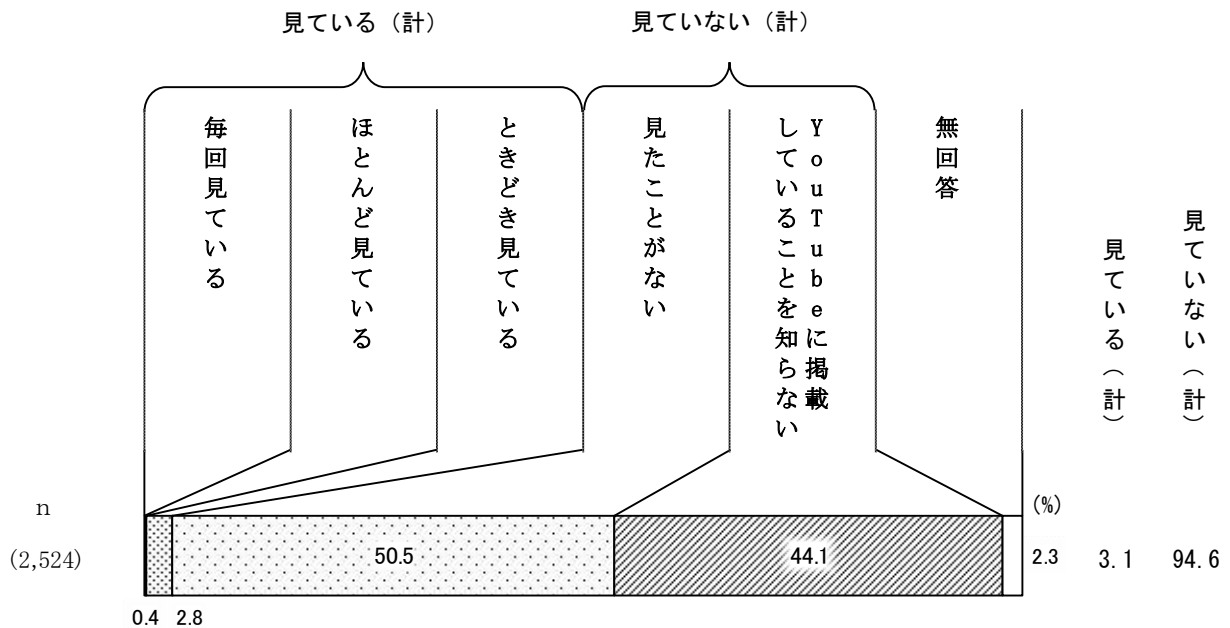 見ている（計）
見ていない（計）
毎回見ている
ほとんど見ている
ときどき見ている
見たことがない
YouTubeに掲載
していることを知らない
無回答
見ている（計）
見ていない（計）
n
(%)
(2,524)
50.5
44.1
2.3
3.1
94.6
0.4
2.8